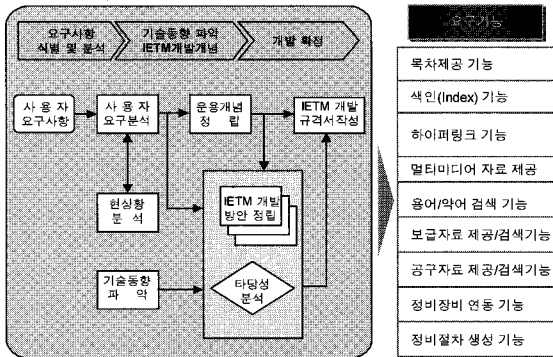 요구사항
식별 및 분석
기술동향 파악
IETM개발개념
개발 확정
사 용 자
요구사항
사 용 자
요구분석
운용개념
정 립
IETM 개발
규격서작성
현상황
분 석
IETM 개발
방안 정립
기술동향
파 악
타당성
분석
요구기능
목차제공 기능
색인(Index) 기능
하이퍼링크 기능
멀티미디어 자료 제공
용어/약어 검색 기능
보급자료 제공/검색기능
공구자료 제공/검색기능
정비장비 연동 기능
정비절차 생성 기능